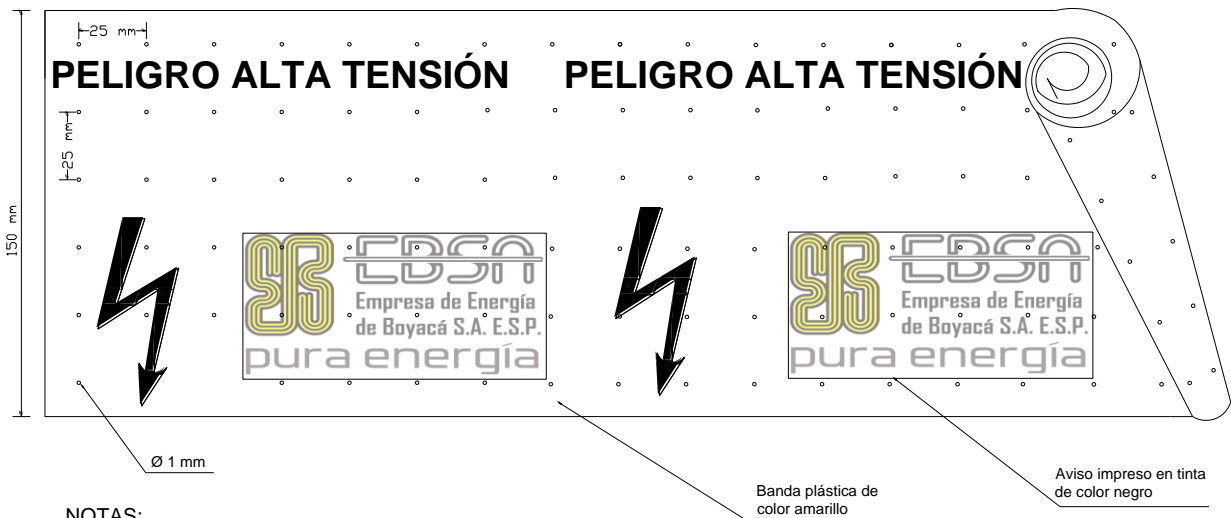 25 mm
PELIGRO ALTA TENSIÓN PELIGRO ALTA TENSIÓN
25 mm
150 mm
EBSA
Empresa de Energía
de Boyacá S.A. E.S.P.
pura energía
EBSA
Empresa de Energía
de Boyacá S.A. E.S.P.
pura energía
Ø 1 mm
Banda plástica de
color amarillo
Aviso impreso en tinta
de color negro
NOTAS: